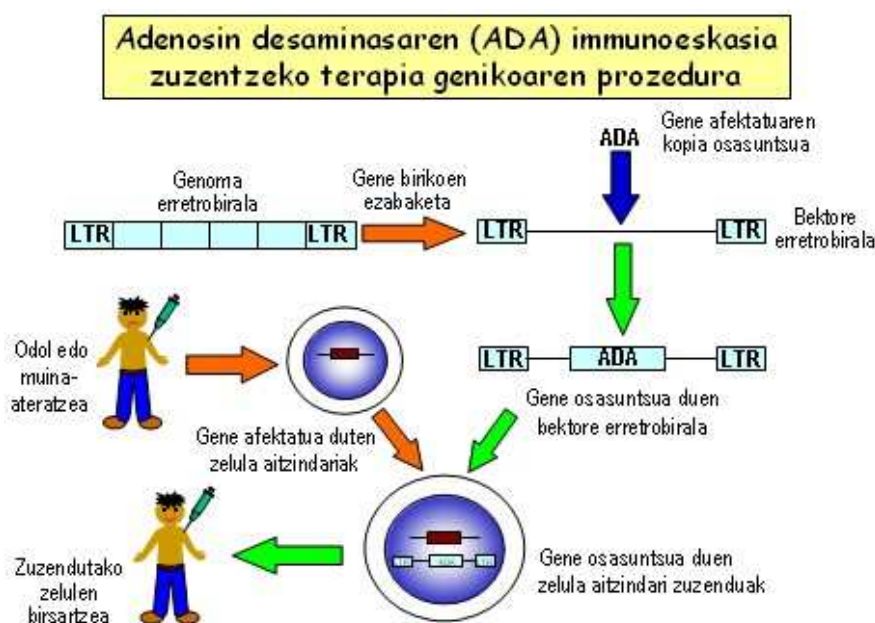 Adenosin desaminasaren (ADA) immunoeskasia
zuzentzeko terapia genikoaren prozedura
ADA
Gene afektatuaren
kopia osasuntsua
Genoma
erretrobirala
Gene birikoen
ezabaketa
LTR
LTR
LTR
LTR
Bektore
erretrobirala
Odol edo
muina-
ateratzea
LTR
ADA
LTR
Gene osasuntsua duen
bektore erretrobirala
Gene afektatua duten
zelula aitzindariak
ADA
Gene osasuntsua duen
zelula aitzindari zuzenduak
Zuzendutako
zelulen
birsartzea